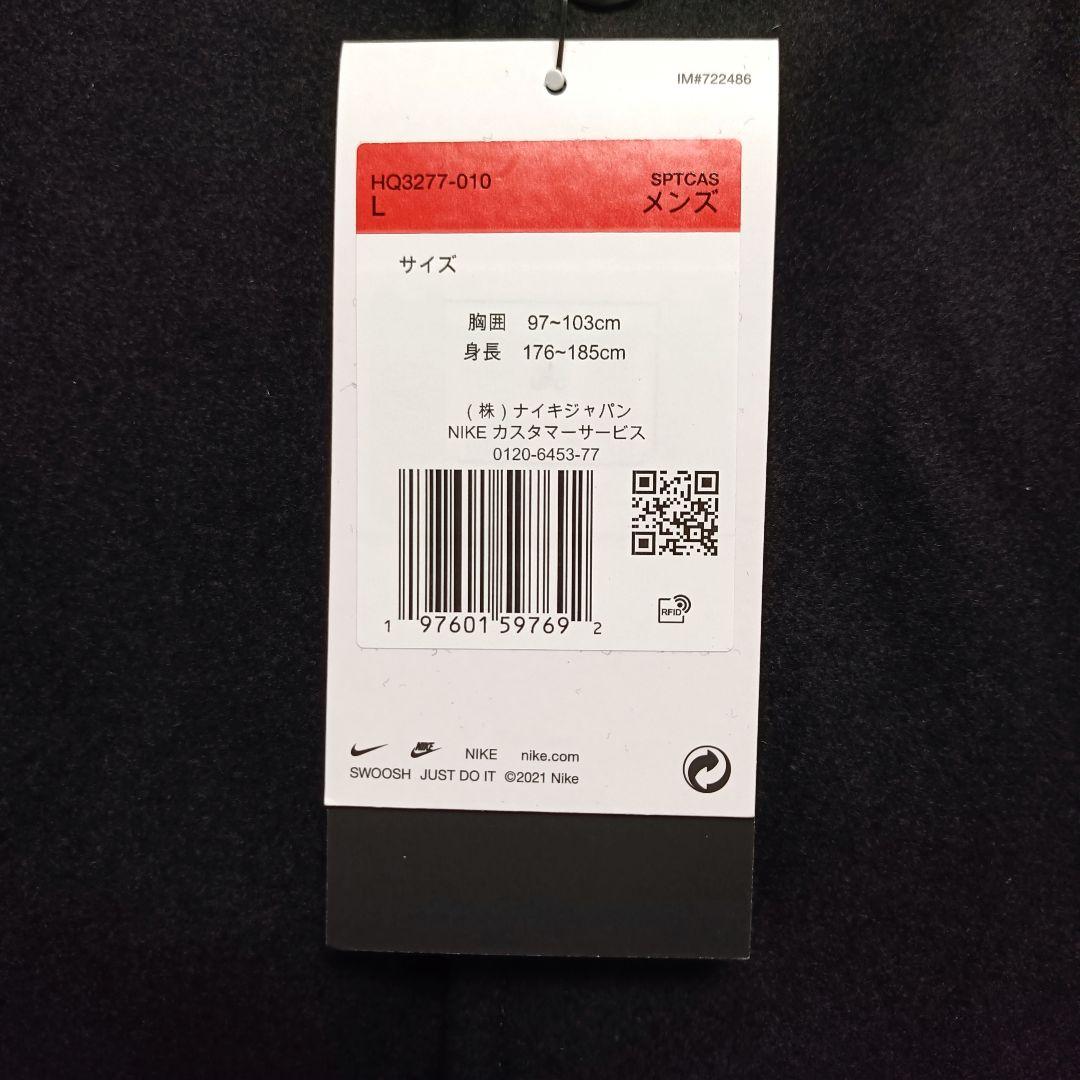 IM#722486
HQ3277-010 SPTCAS
L メンズ
サイズ
胸囲 97~103cm
身長 176~185cm
(株)ナイキジャパン
NIKE カスタマーサービス
0120-6453-77
RFID
1 97601 59769 2
NIKE NIKE nike.com
SWOOSH JUST DO IT ©2021 Nike